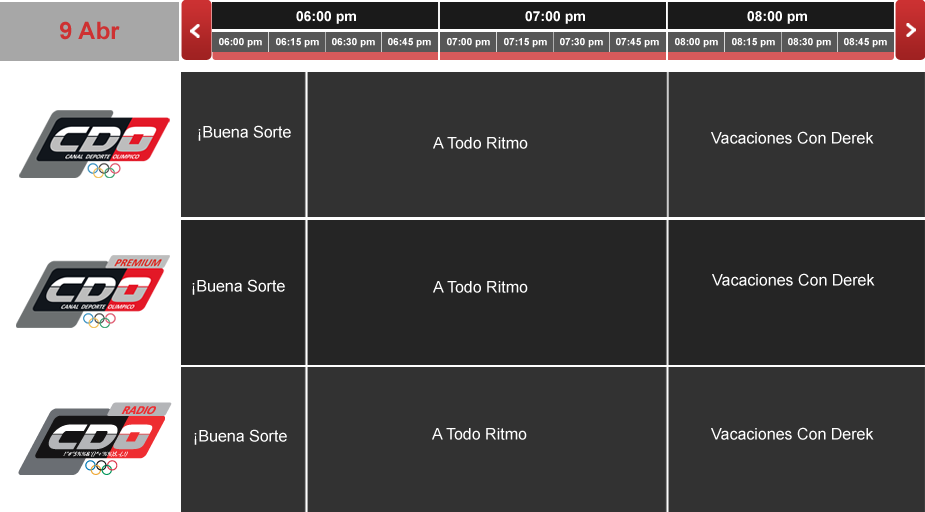 9 Abr
06:00 pm 07:00 pm 08:00 pm
06:00 pm 06:15 pm 06:30 pm 06:45 pm 07:00 pm 07:15 pm 07:30 pm 07:45 pm 08:00 pm 08:15 pm 08:30 pm 08:45 pm
CDO
CANAL DEPORTE OLIMPICO
¡Buena Sorte
A Todo Ritmo
Vacaciones Con Derek
PREMIUM
CDO
CANAL DEPORTE OLIMPICO
¡Buena Sorte
A Todo Ritmo
Vacaciones Con Derek
RADIO
CDO
¡Buena Sorte
A Todo Ritmo
Vacaciones Con Derek